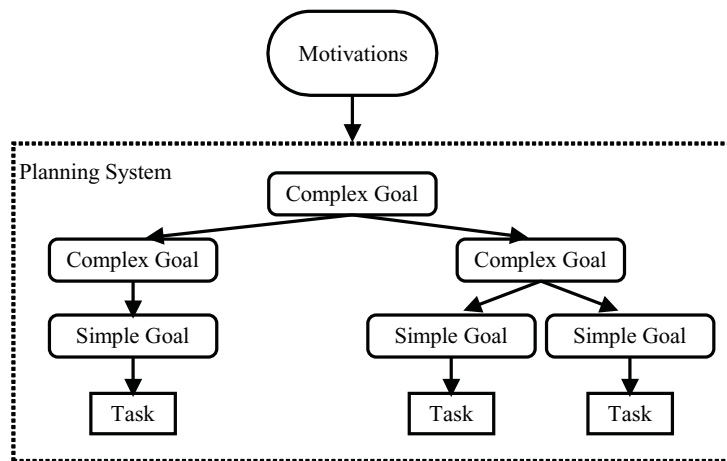 Motivations
Planning System
Complex Goal
Complex Goal
Complex Goal
Simple Goal
Simple Goal
Simple Goal
Task
Task
Task